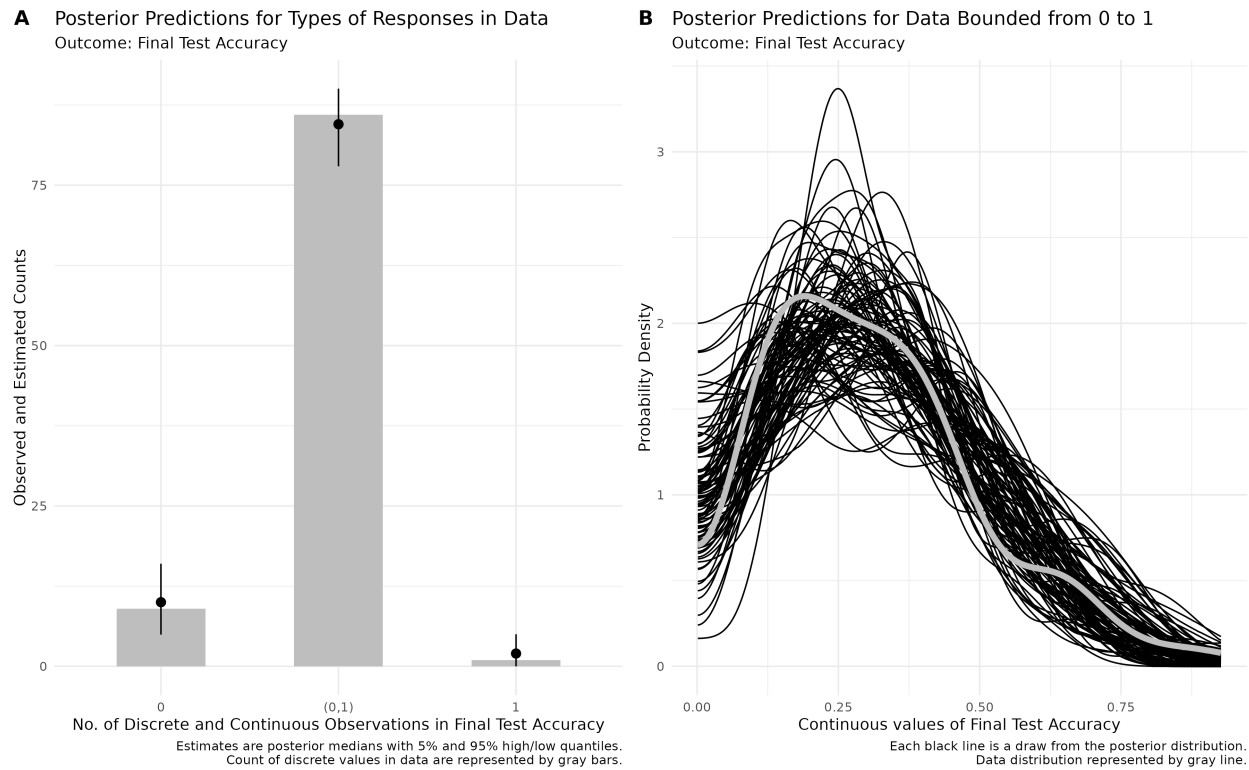 A
Posterior Predictions for Types of Responses in Data
Outcome: Final Test Accuracy
Observed and Estimated Counts
75
50
25
0
0
(0,1)
1
No. of Discrete and Continuous Observations in Final Test Accuracy
Estimates are posterior medians with 5% and 95% high/low quantiles.
Count of discrete values in data are represented by gray bars.
B
Posterior Predictions for Data Bounded from 0 to 1
Outcome: Final Test Accuracy
Probability Density
3
2
1
0
0.00
0.25
0.50
0.75
Continuous values of Final Test Accuracy
Each black line is a draw from the posterior distribution.
Data distribution represented by gray line.